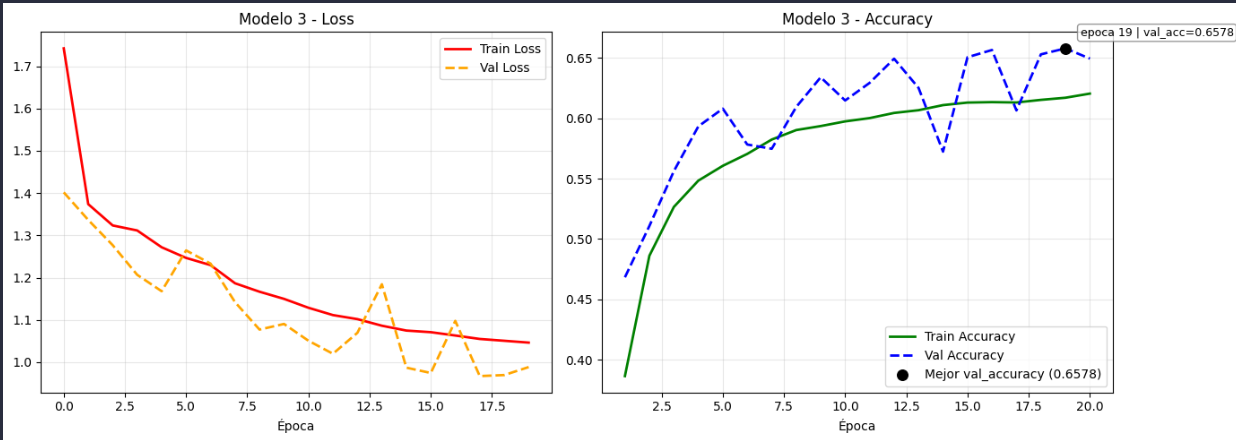 Modelo 3 - Loss
1.7
1.6
1.5
1.4
1.3
1.2
1.1
1.0
Train Loss
Val Loss
0.0 2.5 5.0 7.5 10.0 12.5 15.0 17.5
Época
Modelo 3 - Accuracy
epoca 19 | val_acc=0.6578
0.65
0.60
0.55
0.50
0.45
0.40
Train Accuracy
Val Accuracy
Mejor val_accuracy (0.6578)
2.5 5.0 7.5 10.0 12.5 15.0 17.5 20.0
Época